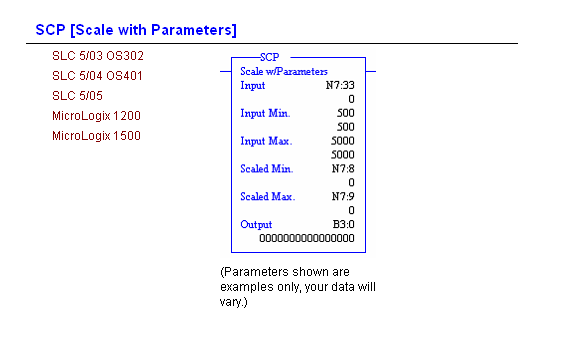 SCP [Scale with Parameters]
SLC 5/03 OS302
SLC 5/04 OS401
SLC 5/05
MicroLogix 1200
MicroLogix 1500
SCP
Scale w/Parameters
Input N7:33
0
Input Min. 500
500
Input Max. 5000
5000
Scaled Min. N7:8
0
Scaled Max. N7:9
0
Output B3:0
0000000000000000
(Parameters shown are
examples only, your data will
vary.)